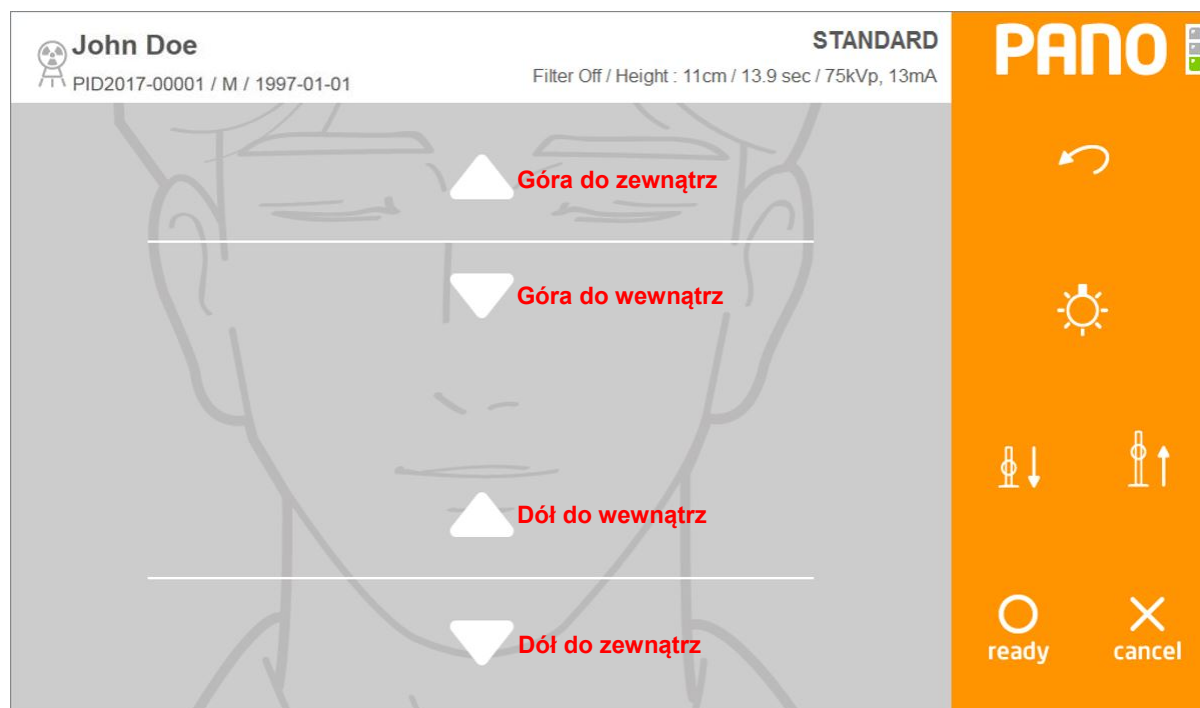 John Doe
PID2017-00001 / M / 1997-01-01
STANDARD
Filter Off / Height : 11cm / 13.9 sec / 75kVp, 13mA
PANO
Góra do zewnątrz
Góra do wewnątrz
Dół do wewnątrz
Dół do zewnątrz
ready
cancel